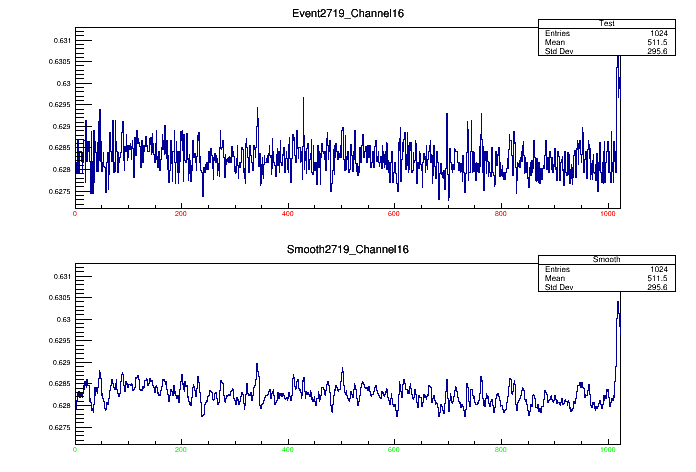 Event2719_Channel16
Test
Entries 1024
Mean 511.5
Std Dev 295.6
0.631
0.6305
0.63
0.6295
0.629
0.6285
0.628
0.6275
0 200 400 600 800 1000
Smooth2719_Channel16
Smooth
Entries 1024
Mean 511.5
Std Dev 295.6
0.631
0.6305
0.63
0.6295
0.629
0.6285
0.628
0.6275
0 200 400 600 800 1000